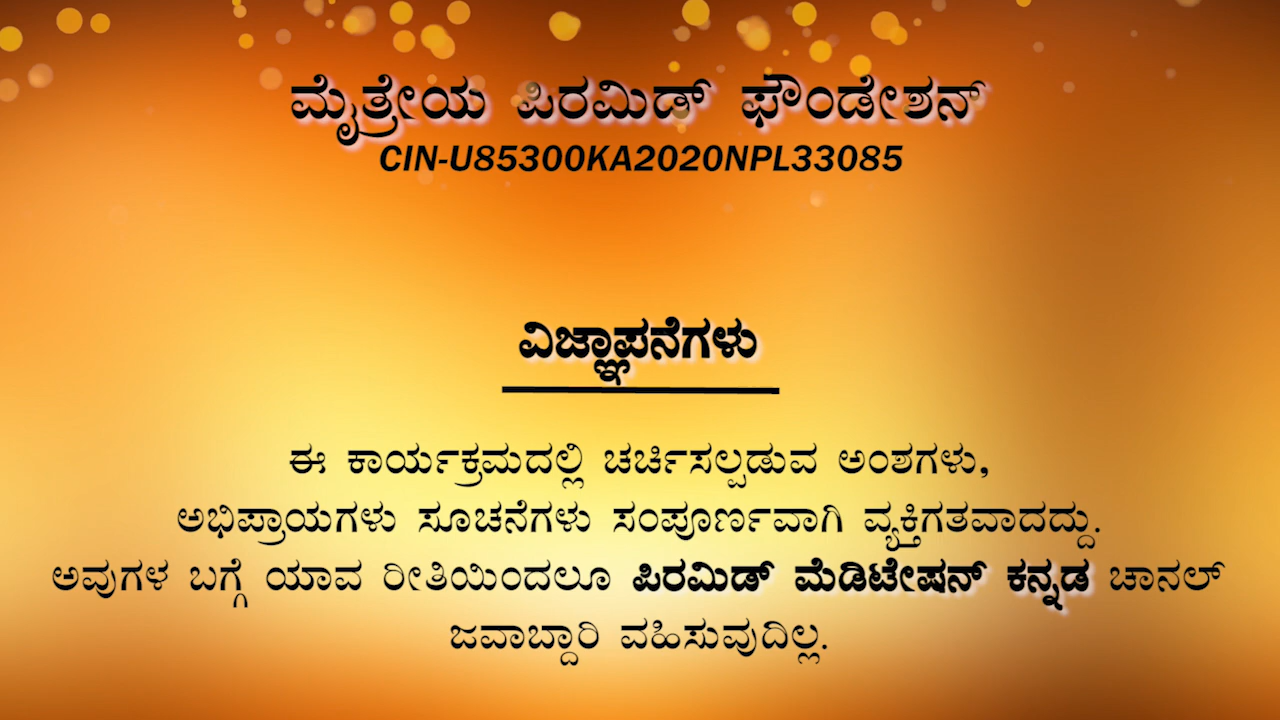 ಮೈತ್ರೇಯ ಪಿರಮಿಡ್ ಫೌಂಡೇಶನ್
CIN-U85300KA2020NPL33085
ವಿಜ್ಞಾಪನೆಗಳು
ಈ ಕಾರ್ಯಕ್ರಮದಲ್ಲಿ ಚರ್ಚಿಸಲ್ಪಡುವ ಅಂಶಗಳು,
ಅಭಿಪ್ರಾಯಗಳು ಸೂಚನೆಗಳು ಸಂಪೂರ್ಣವಾಗಿ ವ್ಯಕ್ತಿಗತವಾದದ್ದು.
ಅವುಗಳ ಬಗ್ಗೆ ಯಾವ ರೀತಿಯಿಂದಲೂ ಪಿರಮಿಡ್ ಮೆಡಿಟೇಷನ್ ಕನ್ನಡ ಚಾನಲ್
ಜವಾಬ್ದಾರಿ ವಹಿಸುವುದಿಲ್ಲ.